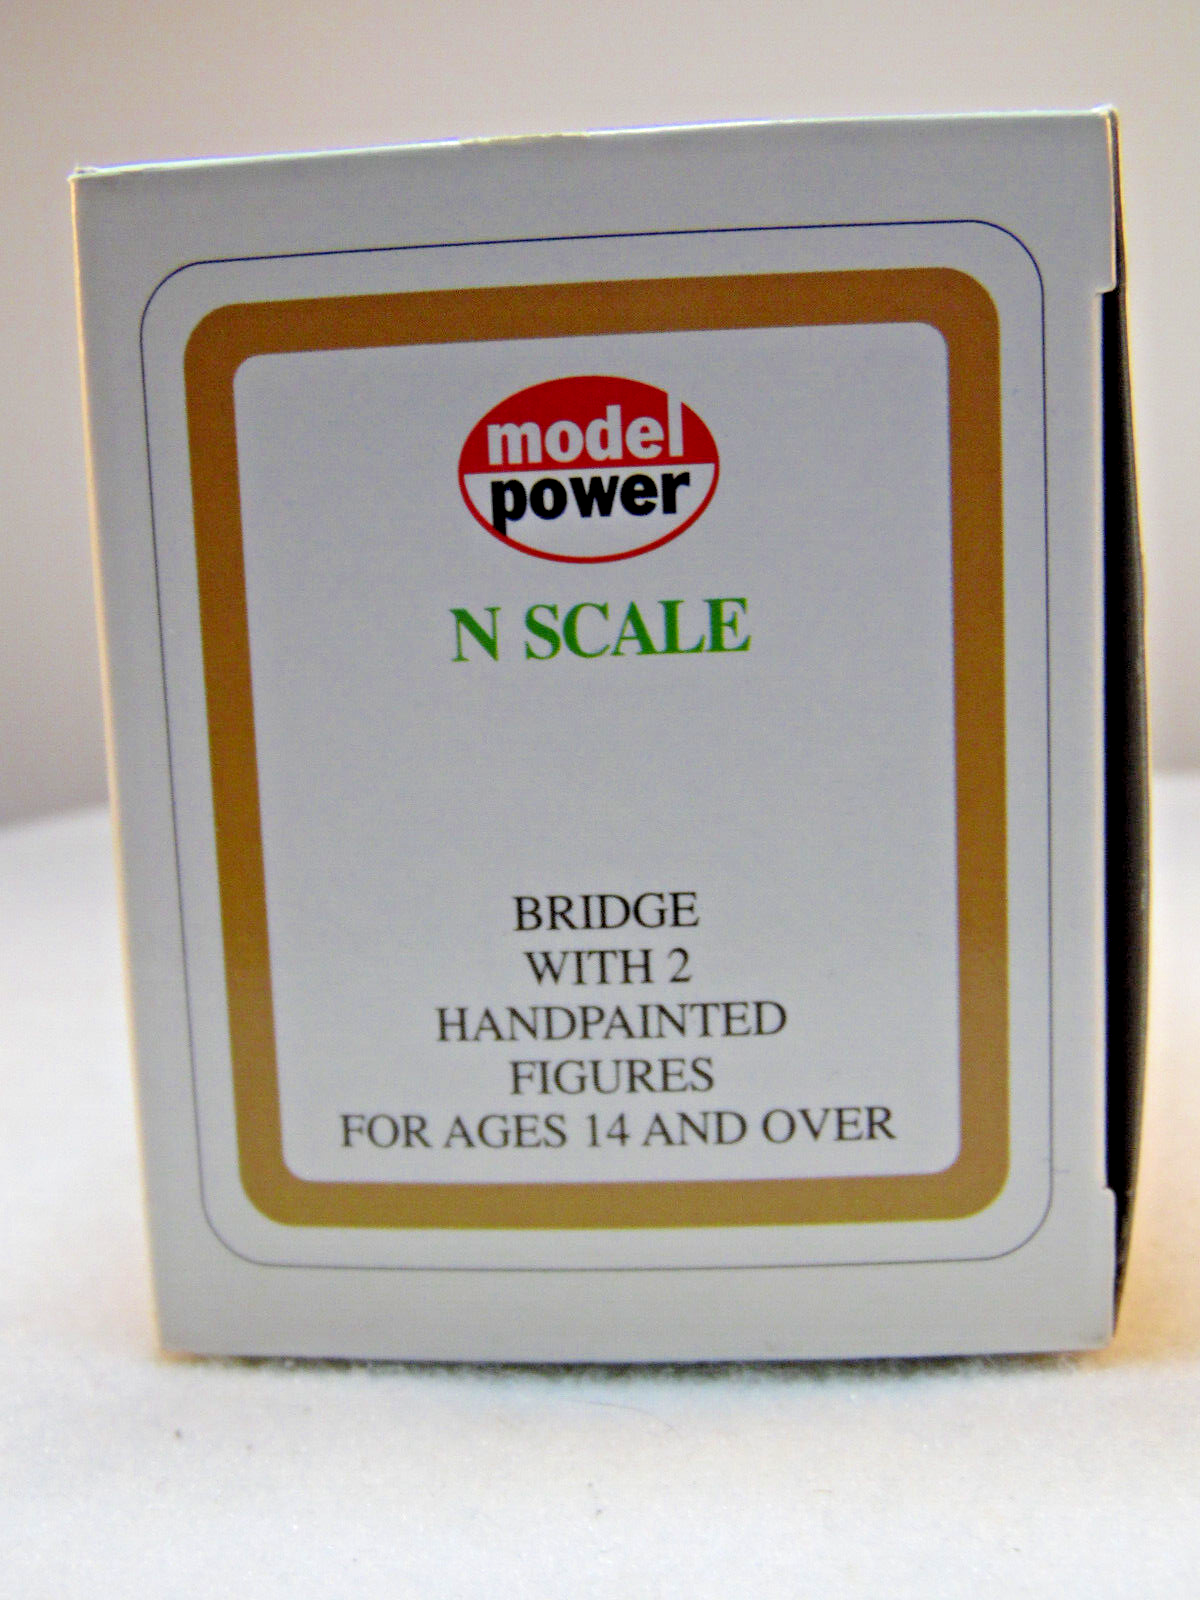 model
power
N SCALE
BRIDGE
WITH 2
HANDPAINTED
FIGURES
FOR AGES 14 AND OVER